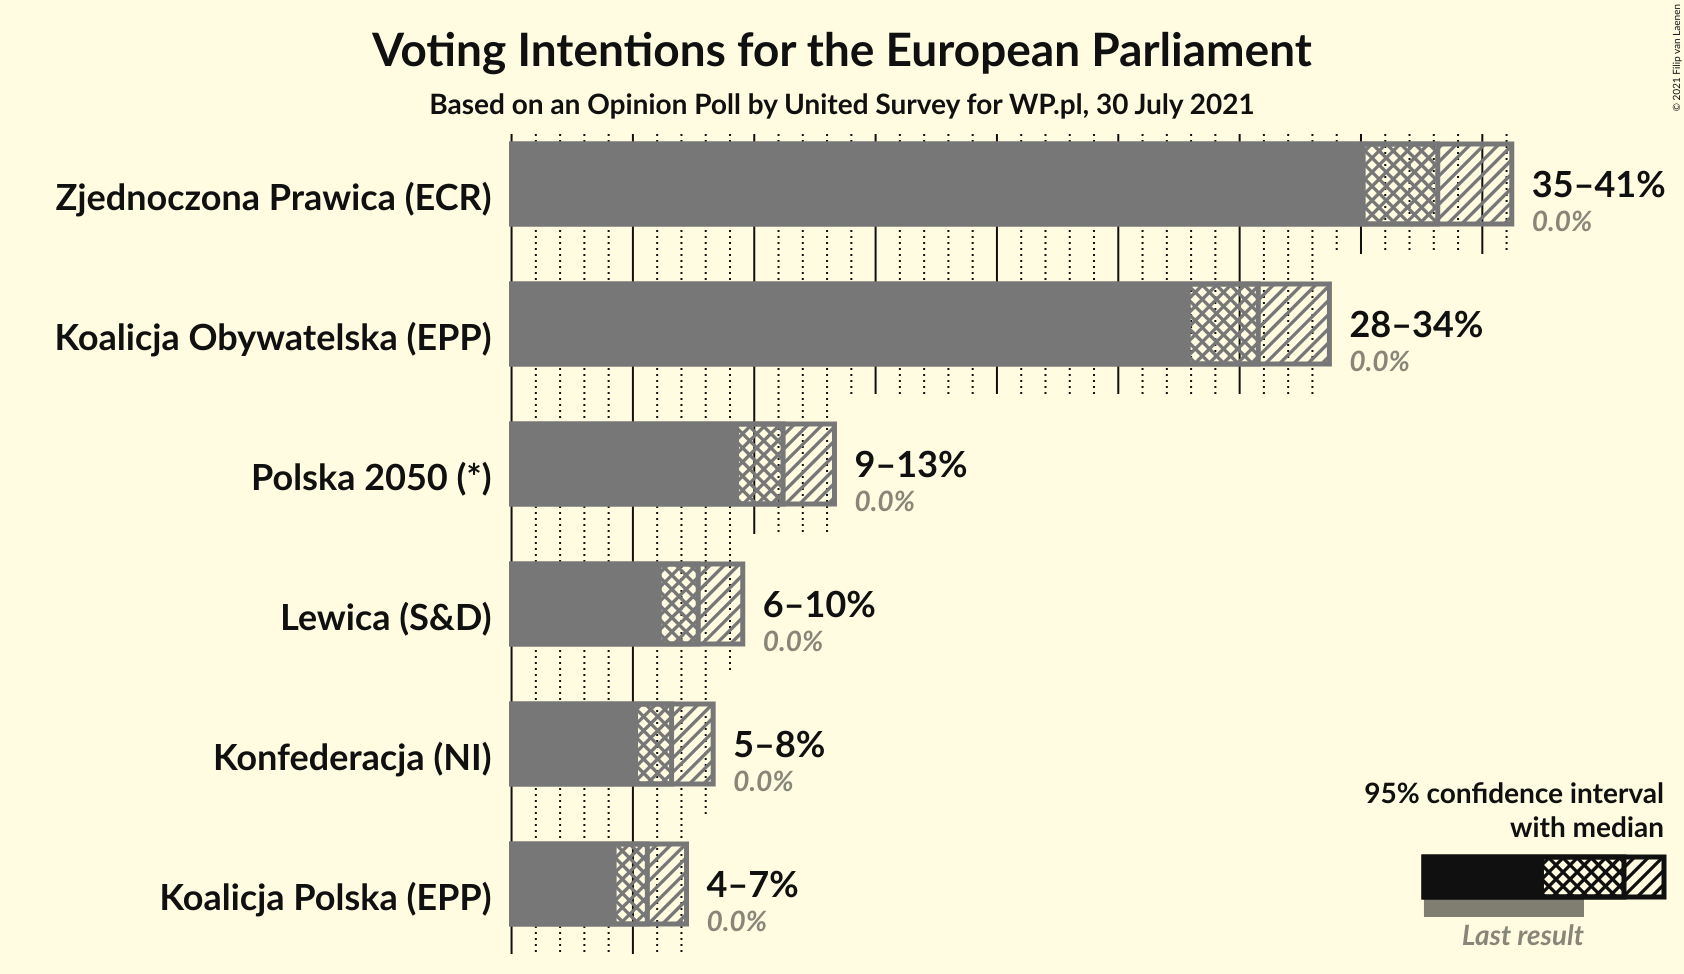 Voting Intentions for the European Parliament
Based on an Opinion Poll by United Survey for WP.pl, 30 July 2021
© 2021 Filip van Laenen
Zjednoczona Prawica (ECR)
35–41%
0.0%
Koalicja Obywatelska (EPP)
28–34%
0.0%
Polska 2050 (*)
9–13%
0.0%
Lewica (S&D)
6–10%
0.0%
Konfederacja (NI)
5–8%
0.0%
Koalicja Polska (EPP)
4–7%
0.0%
95% confidence interval
with median
Last result